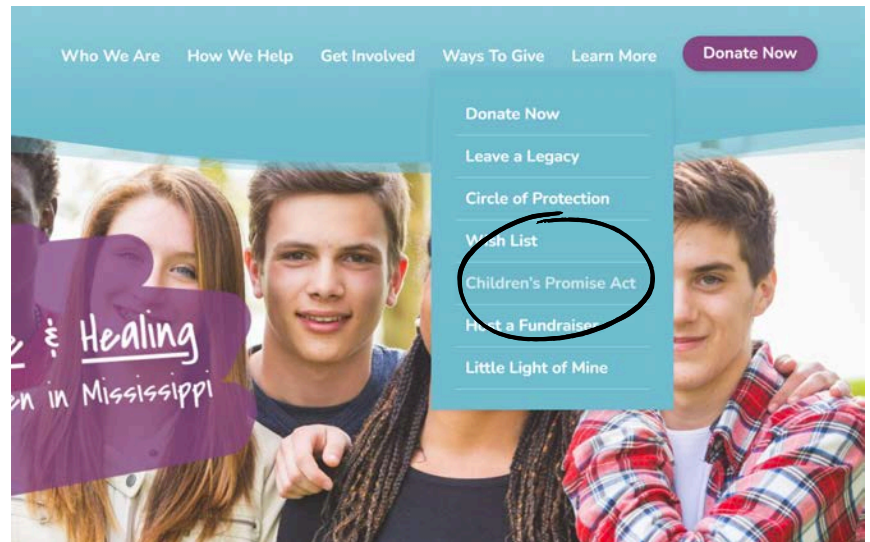 Who We Are How We Help Get Involved Ways To Give Learn More Donate Now
Donate Now
Leave a Legacy
Circle of Protection
Wish List
Children's Promise Act
Host a Fundraiser
Little Light of Mine
& Healing
in Mississippi